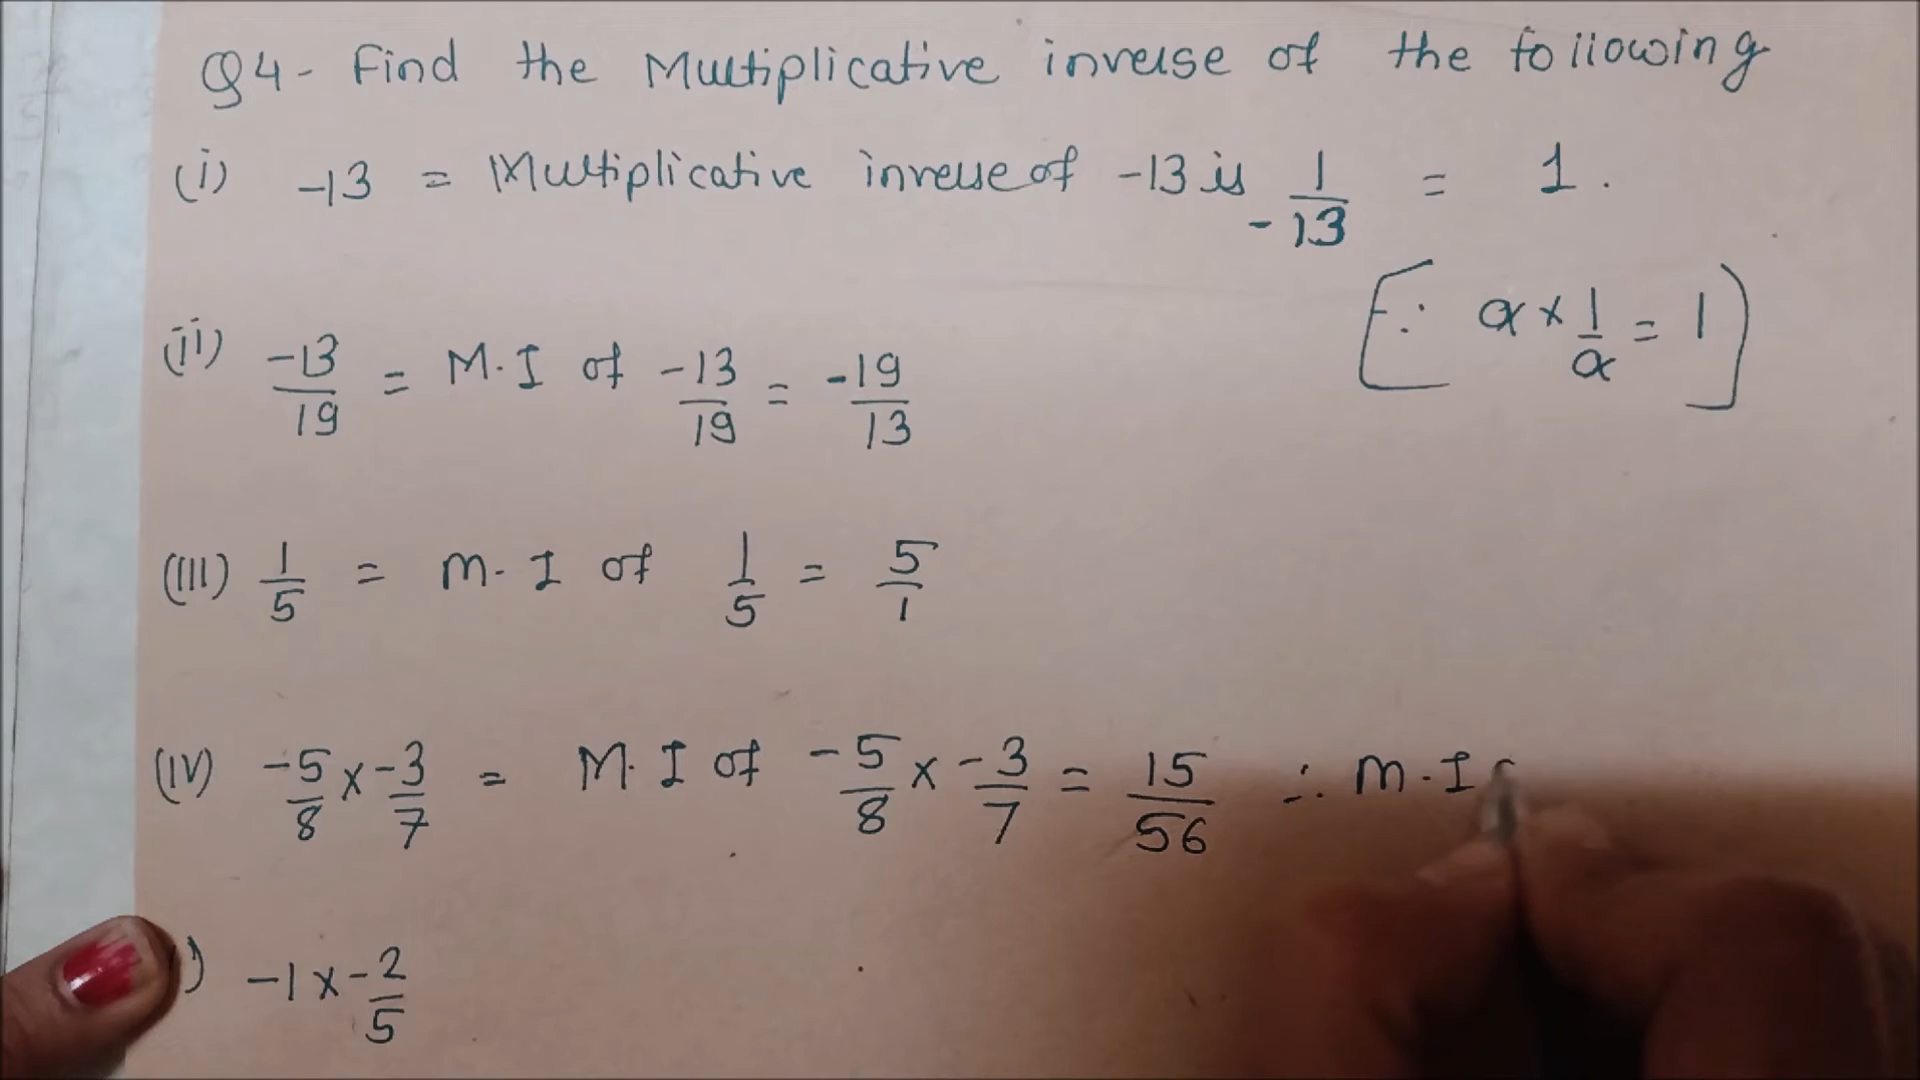 Q4- Find the Multiplicative inverse of the following
(i) -13 = Multiplicative inverse of -13 is 1/-13 = 1.
[∵ a × 1/a = 1]
(ii) -13/19 = M.I of -13/19 = -19/13
(III) 1/5 = M.I of 1/5 = 5/1
(IV) -5/8 × -3/7 = M.I of -5/8 × -3/7 = 15/56 ∴ M.I
) -1 × -2/5